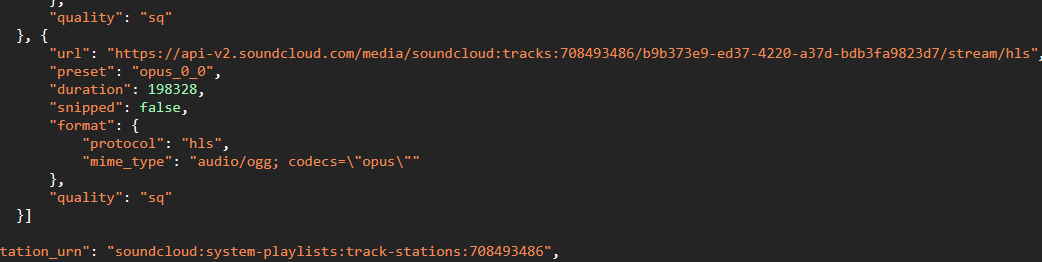 },
"quality": "sq"
}, {
"url": "https://api-v2.soundcloud.com/media/soundcloud:tracks:708493486/b9b373e9-ed37-4220-a37d-bdb3fa9823d7/stream/hls",
"preset": "opus_0_0",
"duration": 198328,
"snipped": false,
"format": {
"protocol": "hls",
"mime_type": "audio/ogg; codecs=\"opus\""
},
"quality": "sq"
}]
tation_urn": "soundcloud:system-playlists:track-stations:708493486",